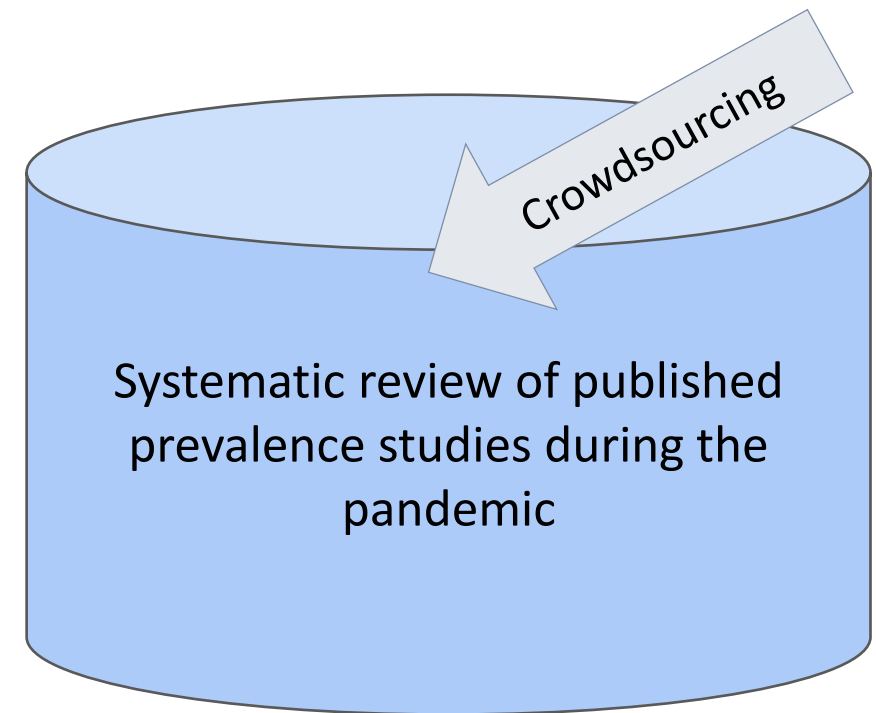 Crowdsourcing
Systematic review of published
prevalence studies during the
pandemic